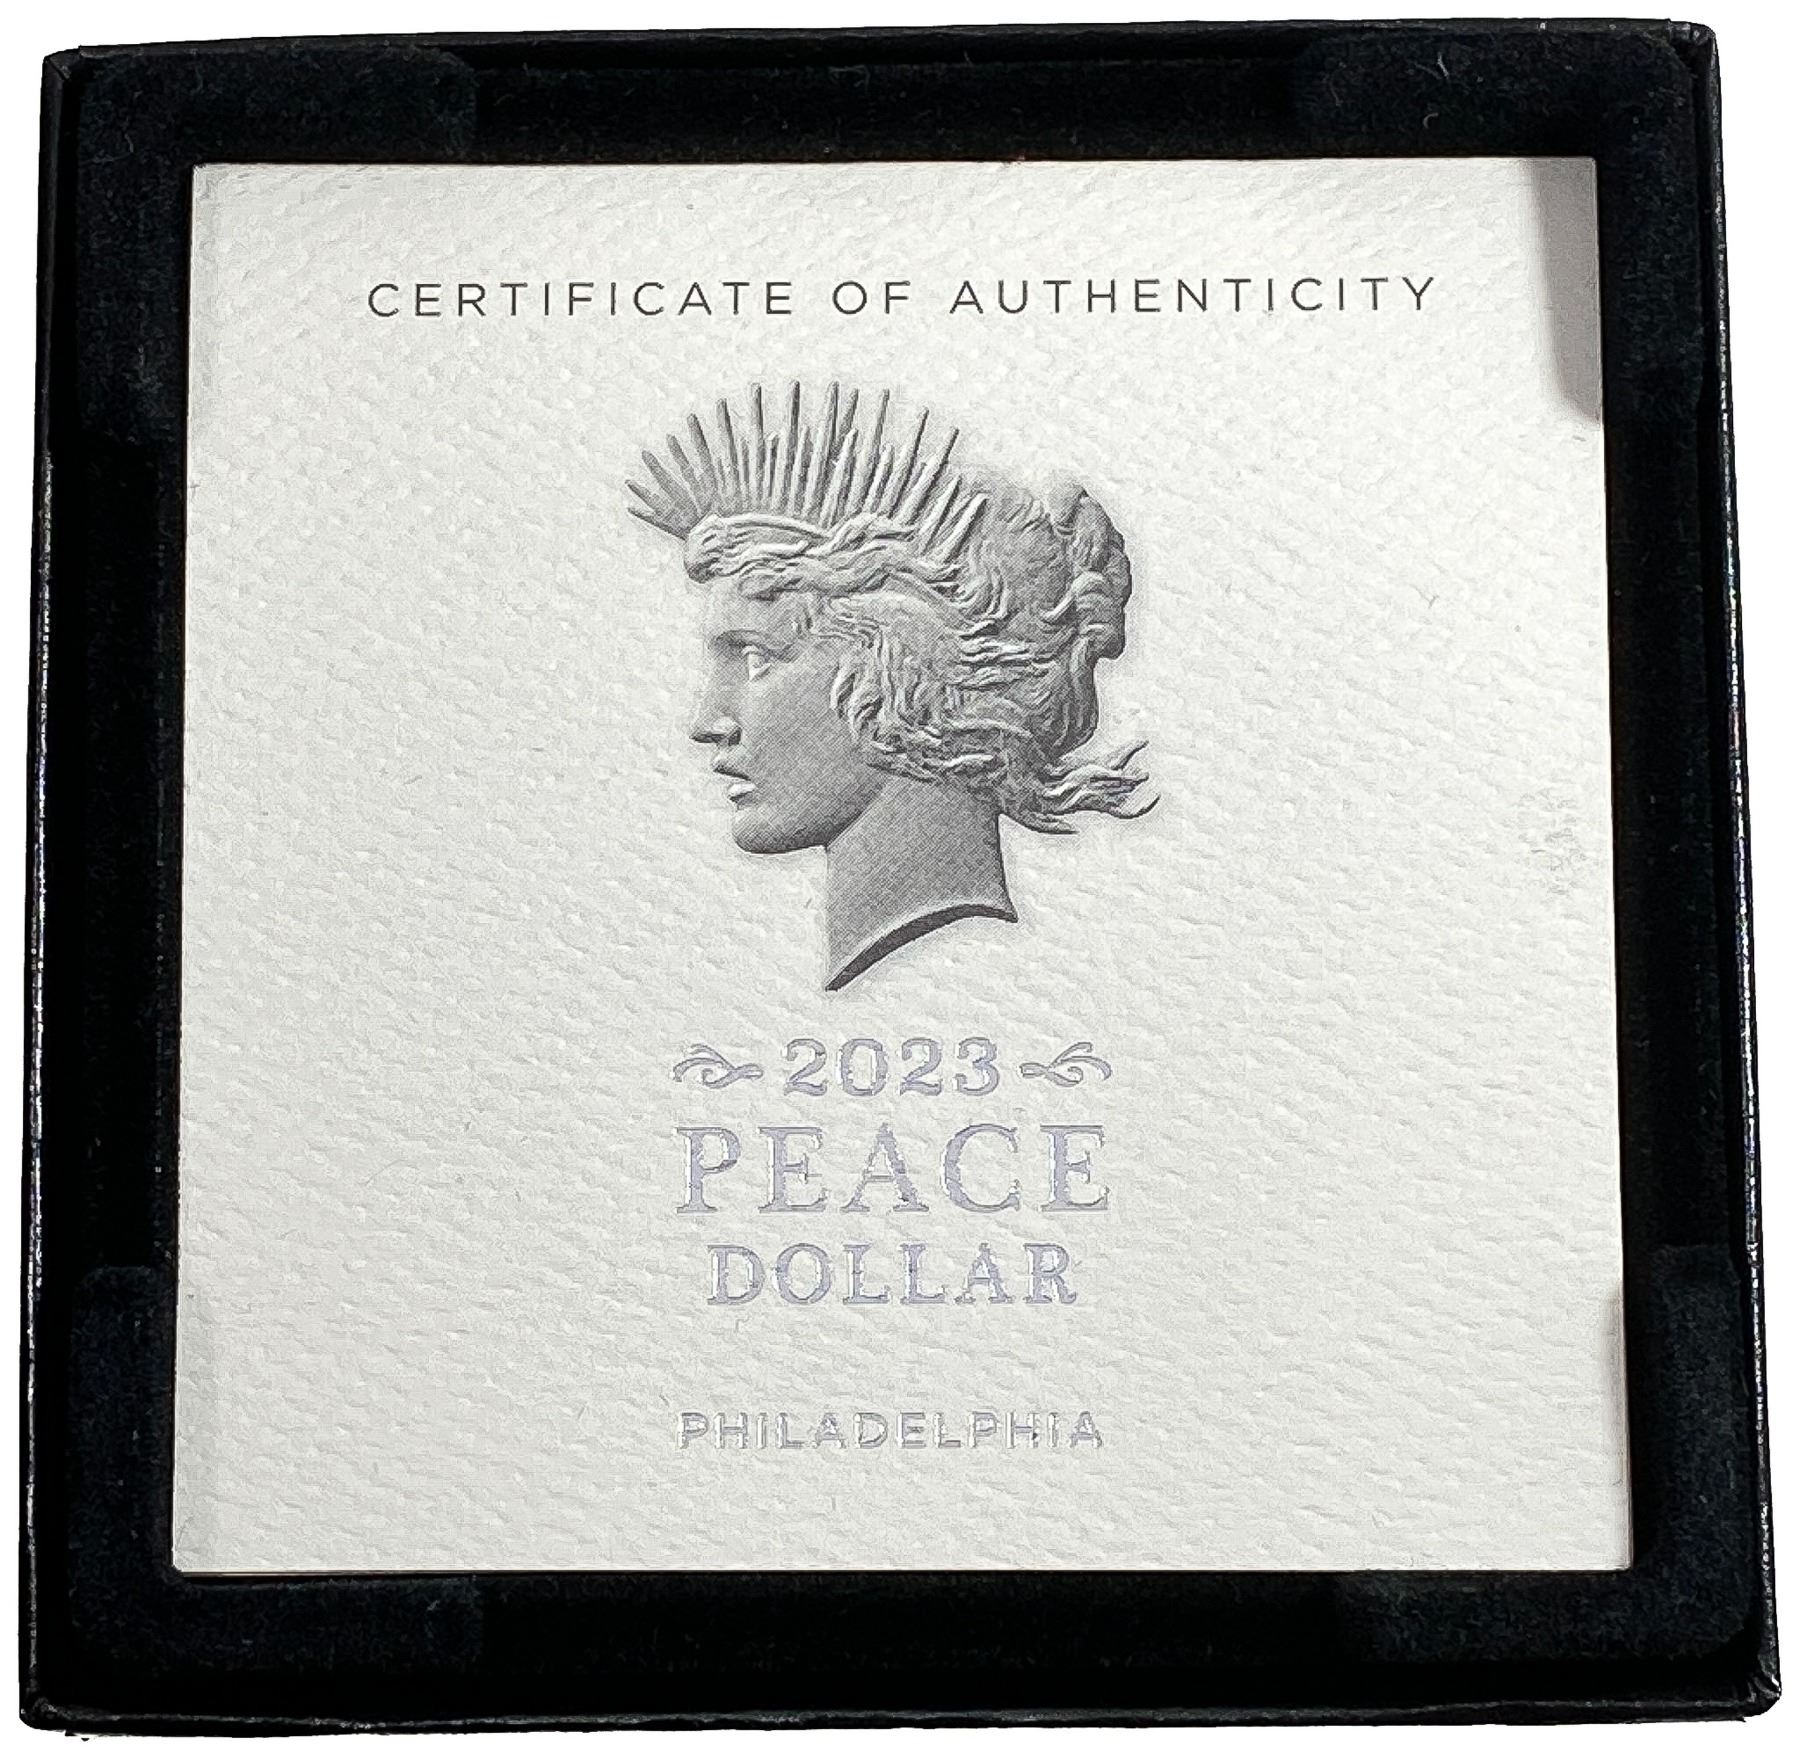 CERTIFICATE OF AUTHENTICITY
2023
PEACE
DOLLAR
PHILADELPHIA